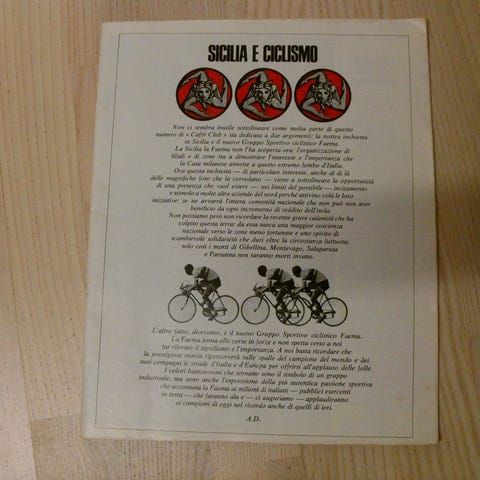 SICILIA E CICLISMO
Non ci sembra inutile sottolineare come molta parte di questo
numero di « Caffè Club » sia dedicata a due argomenti: la nostra inchiesta
in Sicilia e il nuovo Gruppo Sportivo ciclistico Faema.
La Sicilia la Faema non l'ha scoperta ora: l'organizzazione di
filiali e di zone sta a dimostrare l'interesse e l'importanza che
la Casa milanese annette a questo estremo lembo d'Italia.
Ora questa inchiesta — di particolare interesse, anche al di là
delle magnifiche foto che la corredano — viene a sottolineare la opportunità
di una presenza che vuol essere — nei limiti del possibile — incitamento
e stimolo a molte altre aziende del nord perché attivino colà le loro
iniziative: se ne avvarrà l'intera comunità nazionale che non può non aver
beneficio da ogni incremento di reddito dell'isola.
Non possiamo però non ricordare la recente grave calamità che ha
colpito questa terra: da essa nasca una maggior coscienza
nazionale verso le zone meno fortunate e uno spirito di
scambievole solidarietà che duri oltre la circostanza luttuosa;
solo così i morti di Gibellina, Montevago, Salaparuta
e Partanna non saranno morti invano.
L'altro fatto, dicevamo, è il nuovo Gruppo Sportivo ciclistico Faema.
La Faema torna alle corse in forze e non spetta certo a noi
far rilevare il significato e l'importanza. A noi basta ricordare che
la prestigiosa marca ripercorrerà sulle spalle del campione del mondo e dei
suoi compagni le strade d'Italia e d'Europa per offrirsi all'applauso delle folle.
I colori bianco-rossi che tornano sono il simbolo di un gruppo
industriale, ma sono anche l'espressione della più autentica passione sportiva
che accomuna la Faema ai milioni di italiani — pubblici esercenti
in testa — che faranno ala e — ci auguriamo — applaudiranno
ai campioni di oggi nel ricordo anche di quelli di ieri.
A.D.